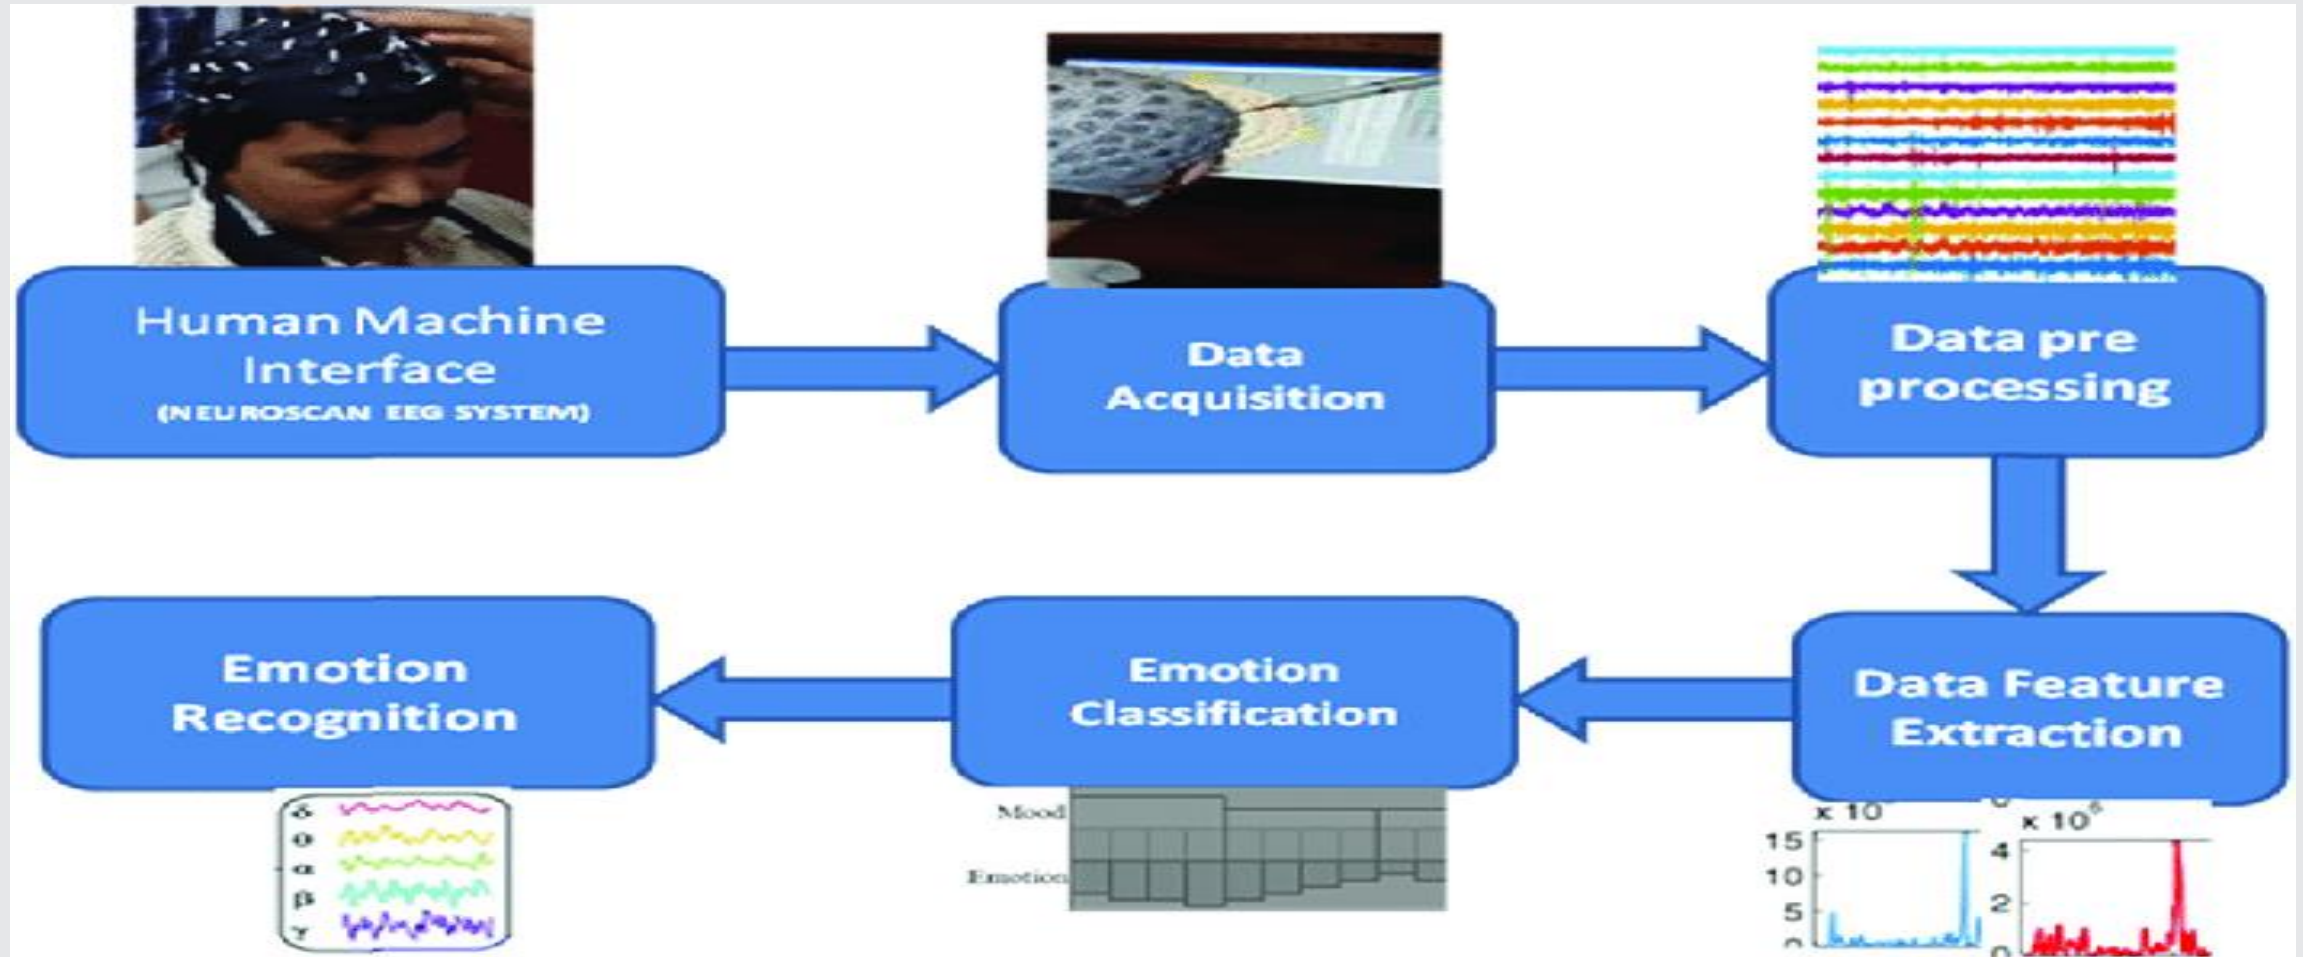 Human Machine
Interface
(NEUROSCAN EEG SYSTEM)
Data
Acquisition
Data pre
processing
Emotion
Recognition
Emotion
Classification
Data Feature
Extraction
δ
θ
α
β
γ
Mood
Emotion
x 10
15
10
5
0
x 10
4
2
0